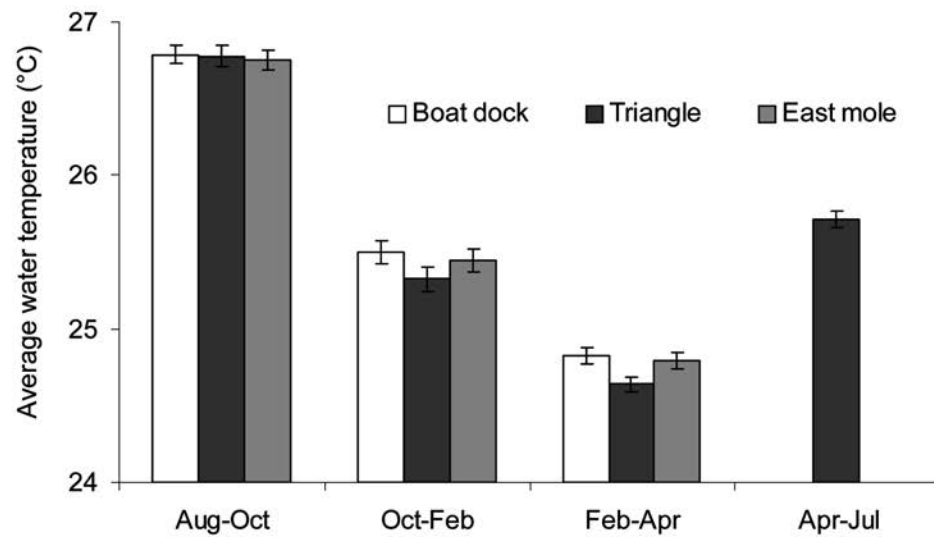 Average water temperature (°C)
27
26
25
24
Boat dock Triangle East mole
Aug-Oct Oct-Feb Feb-Apr Apr-Jul